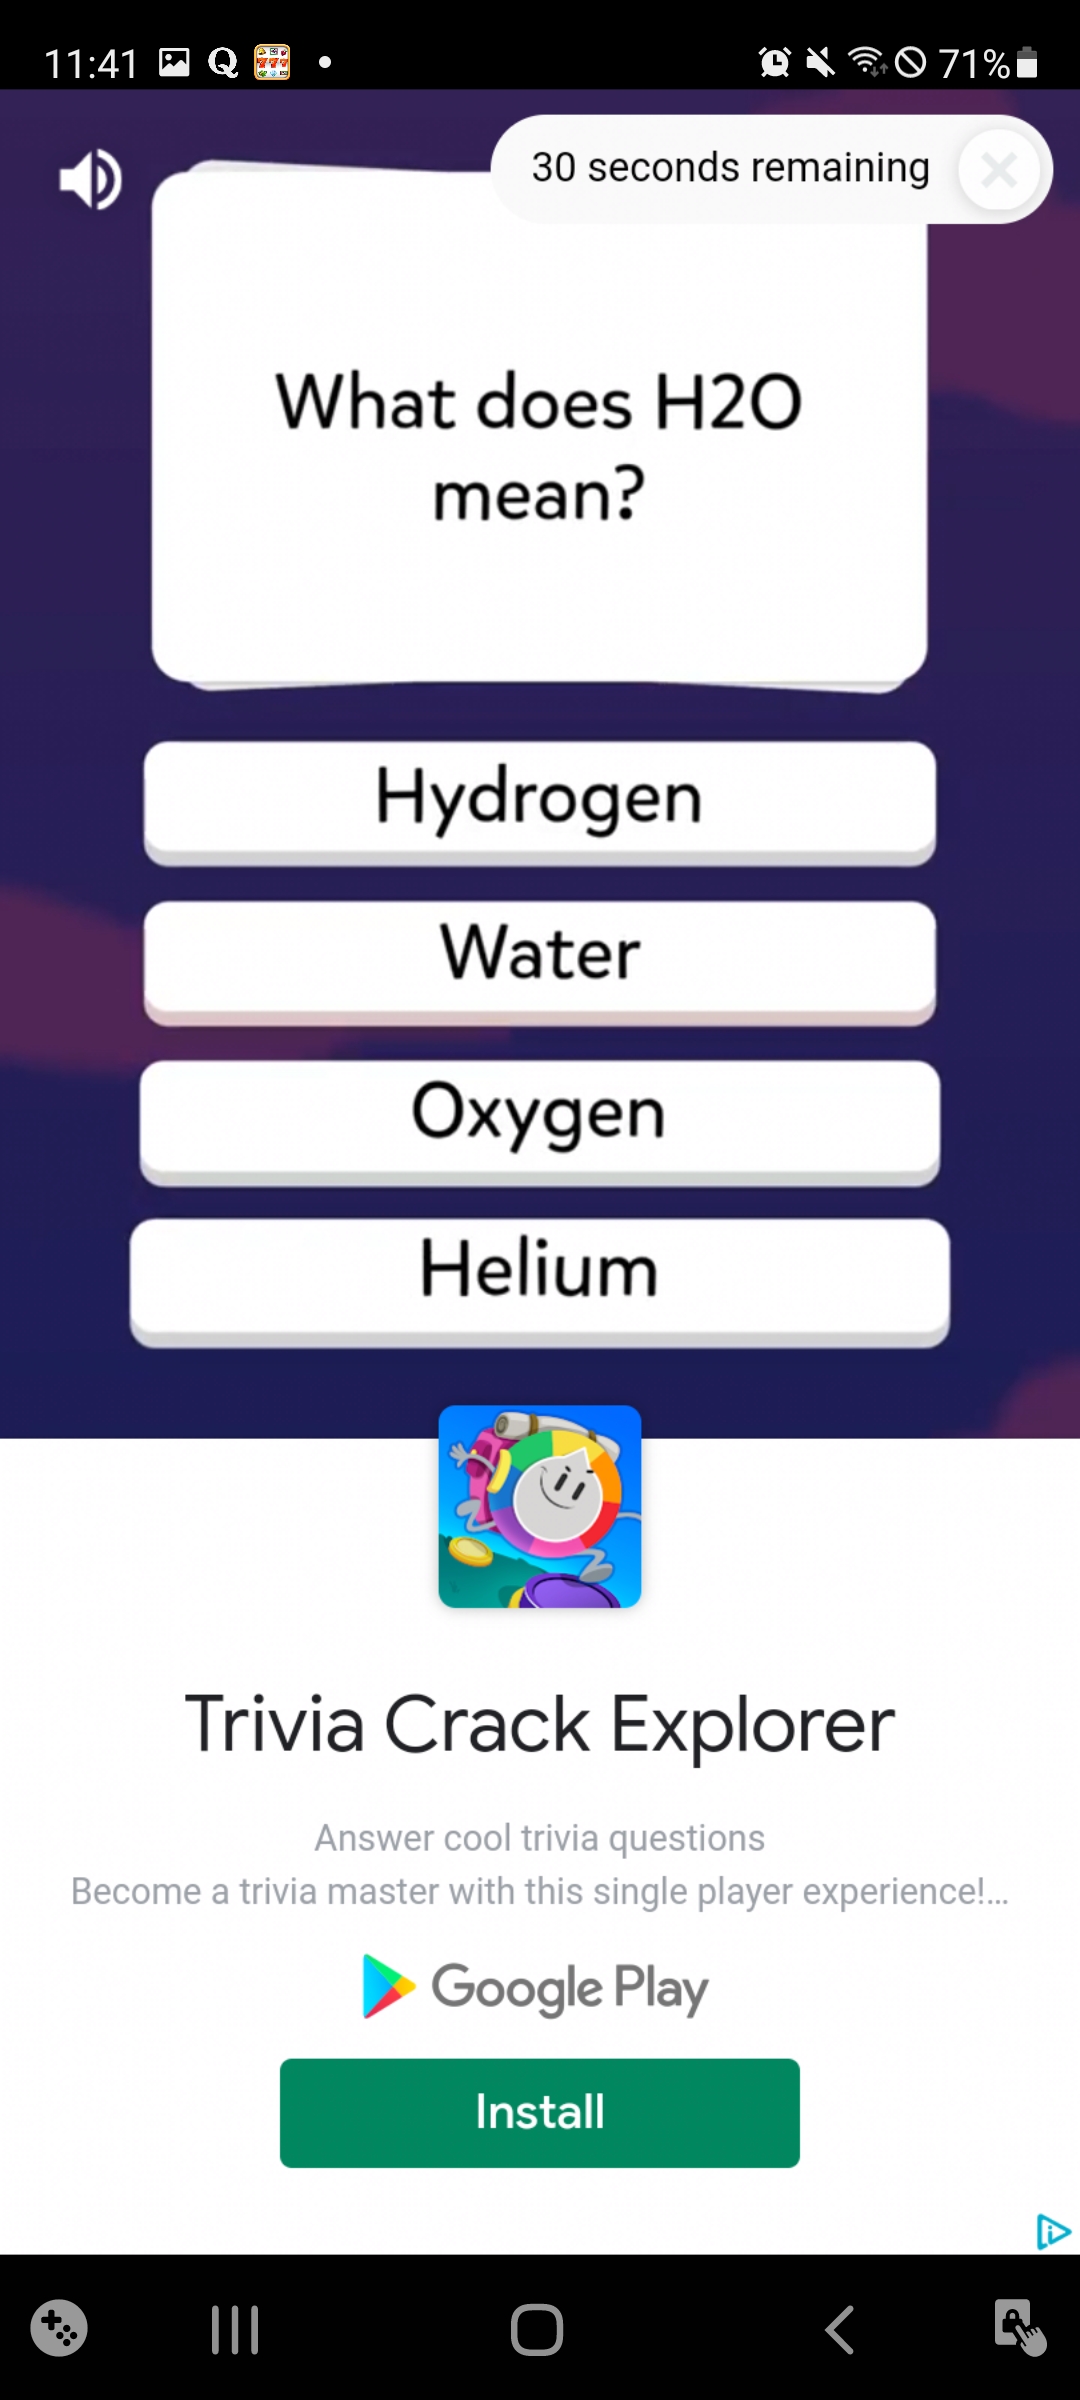 11:41
71%
30 seconds remaining
What does H2O
mean?
Hydrogen
Water
Oxygen
Helium
Trivia Crack Explorer
Answer cool trivia questions
Become a trivia master with this single player experience!...
Google Play
Install